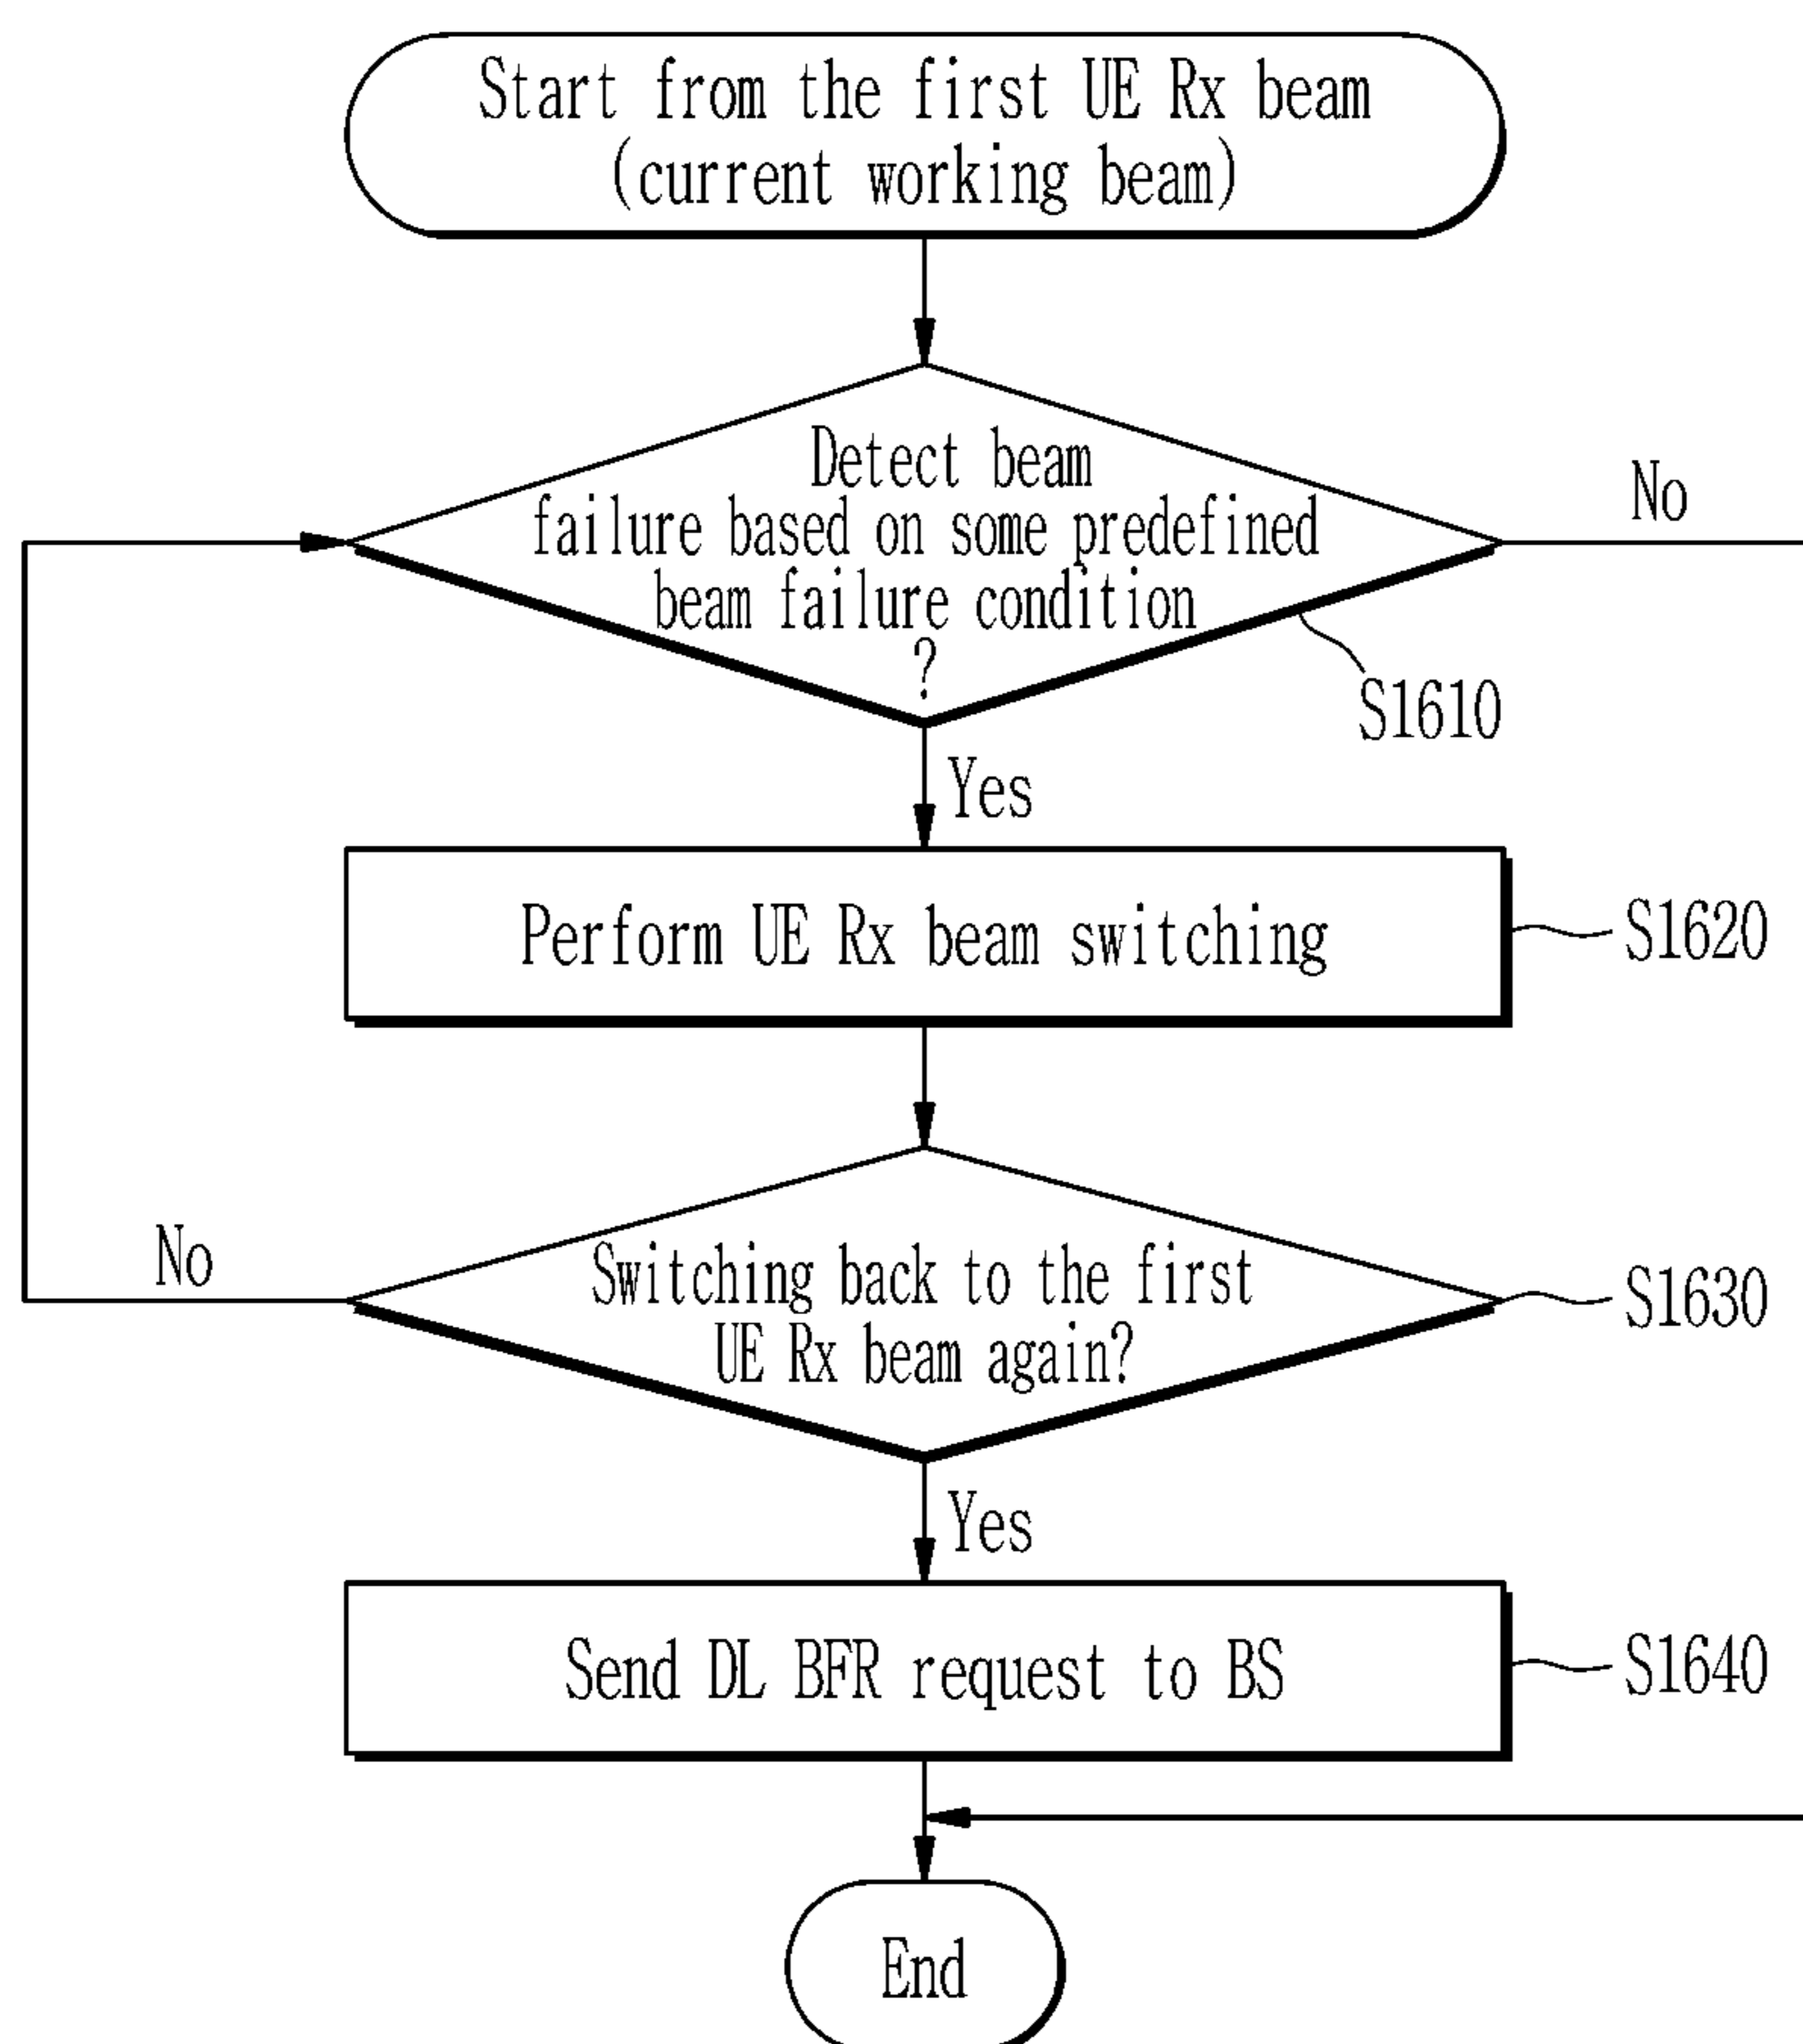 Start from the first UE Rx beam
(current working beam)
Detect beam
failure based on some predefined
beam failure condition
?
No
S1610
Yes
Perform UE Rx beam switching
S1620
Switching back to the first
UE Rx beam again?
No
S1630
Yes
Send DL BFR request to BS
S1640
End